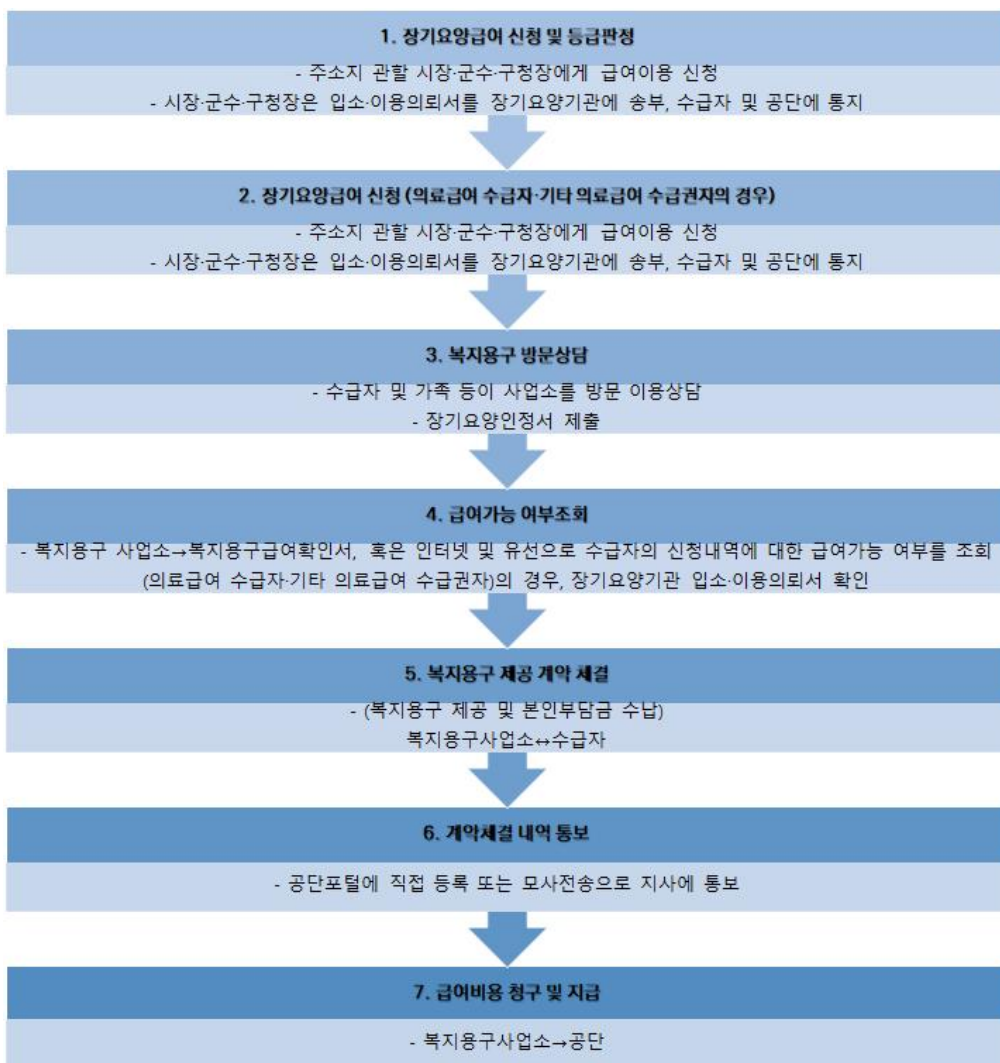 1. 장기요양급여 신청 및 등급판정
- 주소지 관할 시장·군수·구청장에게 급여이용 신청
- 시장·군수·구청장은 입소·이용의뢰서를 장기요양기관에 송부, 수급자 및 공단에 통지
2. 장기요양급여 신청 (의료급여 수급자·기타 의료급여 수급권자의 경우)
- 주소지 관할 시장·군수·구청장에게 급여이용 신청
- 시장·군수·구청장은 입소·이용의뢰서를 장기요양기관에 송부, 수급자 및 공단에 통지
3. 복지용구 방문상담
- 수급자 및 가족 등이 사업소를 방문 이용상담
- 장기요양인정서 제출
4. 급여가능 여부조회
- 복지용구 사업소→복지용구급여확인서, 혹은 인터넷 및 유선으로 수급자의 신청내역에 대한 급여가능 여부를 조회
(의료급여 수급자·기타 의료급여 수급권자)의 경우, 장기요양기관 입소·이용의뢰서 확인
5. 복지용구 제공 계약 체결
- (복지용구 제공 및 본인부담금 수납)
복지용구사업소↔수급자
6. 계약체결 내역 통보
- 공단포털에 직접 등록 또는 모사전송으로 지사에 통보
7. 급여비용 청구 및 지급
- 복지용구사업소→공단